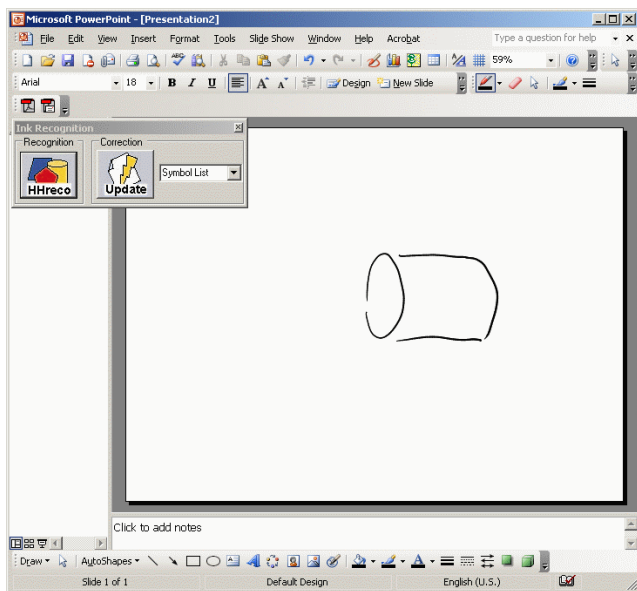 Microsoft PowerPoint - [Presentation2]
File Edit View Insert Format Tools Slide Show Window Help Acrobat Type a question for help
59%
Arial 18 B I U A A Design New Slide
Ink Recognition
Recognition Correction
HHreco Update Symbol List
Click to add notes
Draw AutoShapes A
Slide 1 of 1 Default Design English (U.S.)